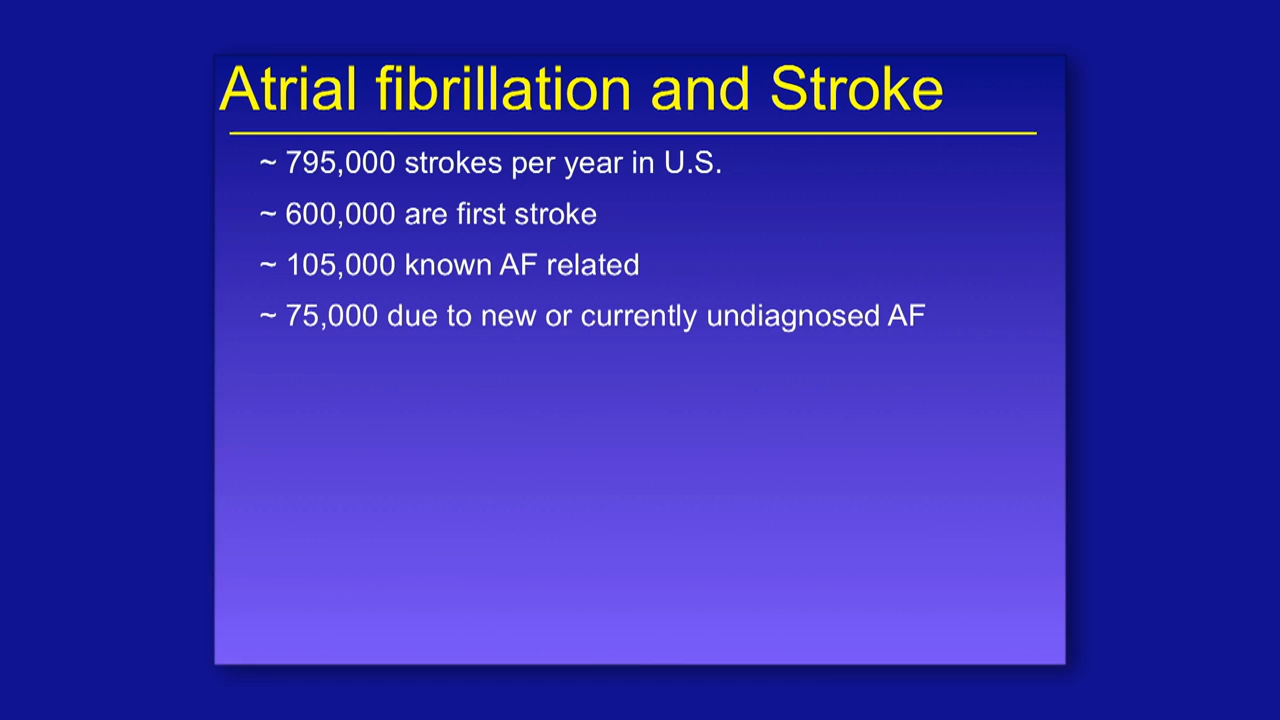 Atrial fibrillation and Stroke
~ 795,000 strokes per year in U.S.
~ 600,000 are first stroke
~ 105,000 known AF related
~ 75,000 due to new or currently undiagnosed AF